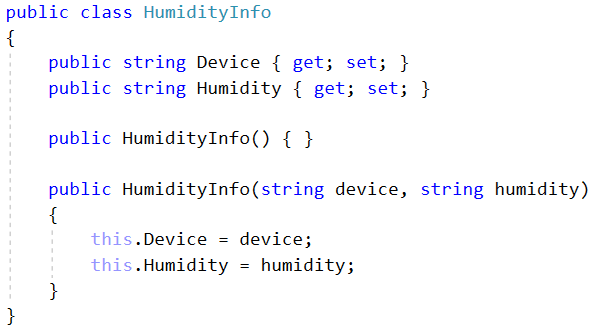 public class HumidityInfo
{
    public string Device { get; set; }
    public string Humidity { get; set; }

    public HumidityInfo() { }

    public HumidityInfo(string device, string humidity)
    {
        this.Device = device;
        this.Humidity = humidity;
    }
}